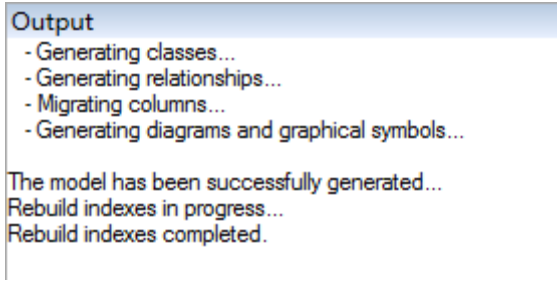 Output
- Generating classes...
- Generating relationships...
- Migrating columns...
- Generating diagrams and graphical symbols...
The model has been successfully generated...
Rebuild indexes in progress...
Rebuild indexes completed.